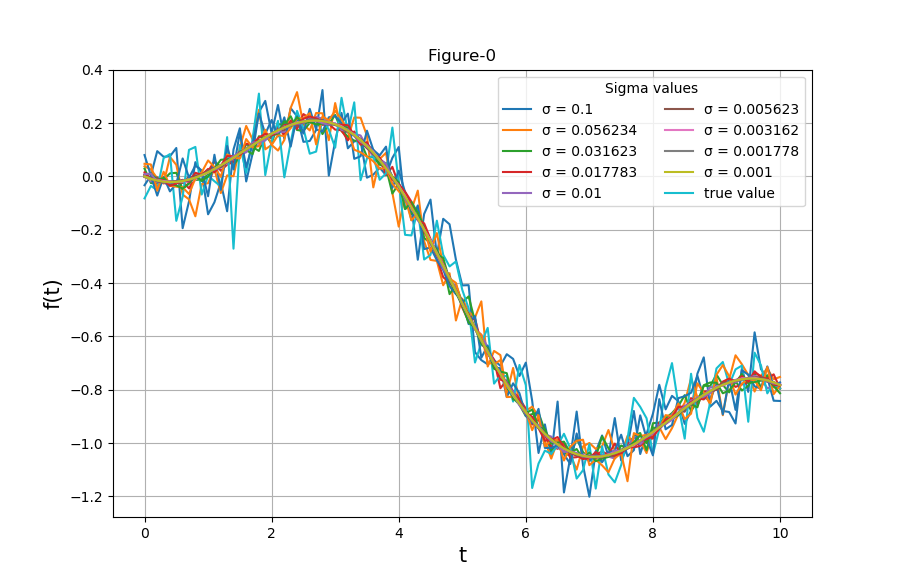 Figure-0
Sigma values
σ = 0.1
σ = 0.056234
σ = 0.031623
σ = 0.017783
σ = 0.01
σ = 0.005623
σ = 0.003162
σ = 0.001778
σ = 0.001
true value
f(t)
0.4
0.2
0.0
−0.2
−0.4
−0.6
−0.8
−1.0
−1.2
0 2 4 6 8 10
t